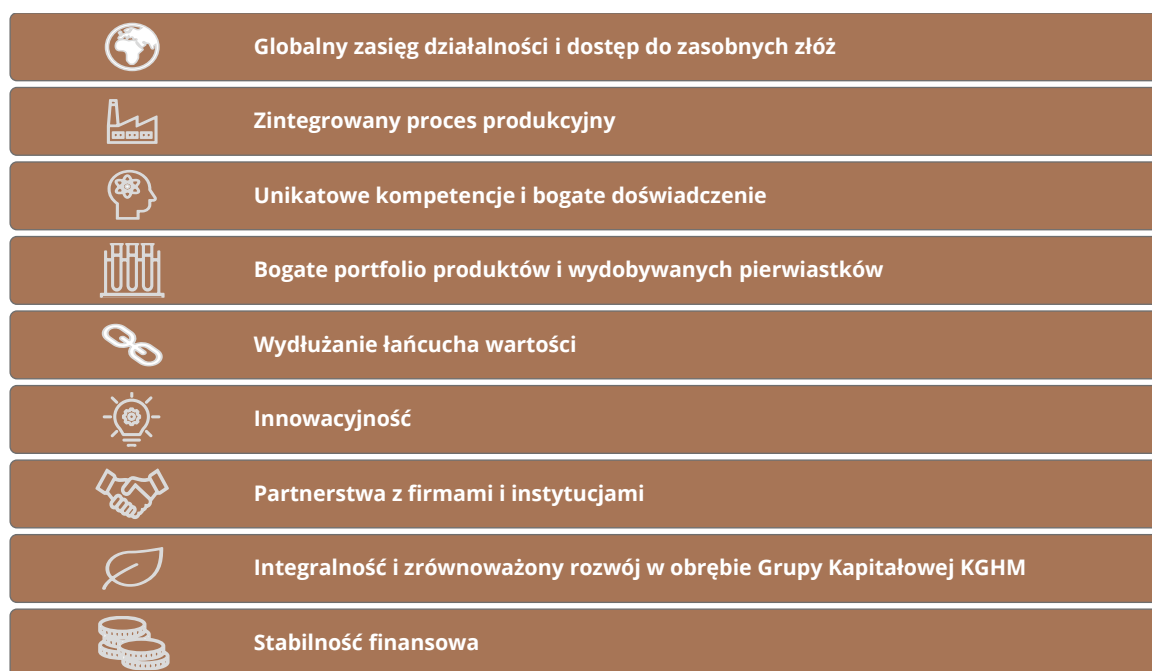 Globalny zasięg działalności i dostęp do zasobnych złóż
Zintegrowany proces produkcyjny
Unikatowe kompetencje i bogate doświadczenie
Bogate portfolio produktów i wydobywanych pierwiastków
Wydłużanie łańcucha wartości
Innowacyjność
Partnerstwa z firmami i instytucjami
Integralność i zrównoważony rozwój w obrębie Grupy Kapitałowej KGHM
Stabilność finansowa